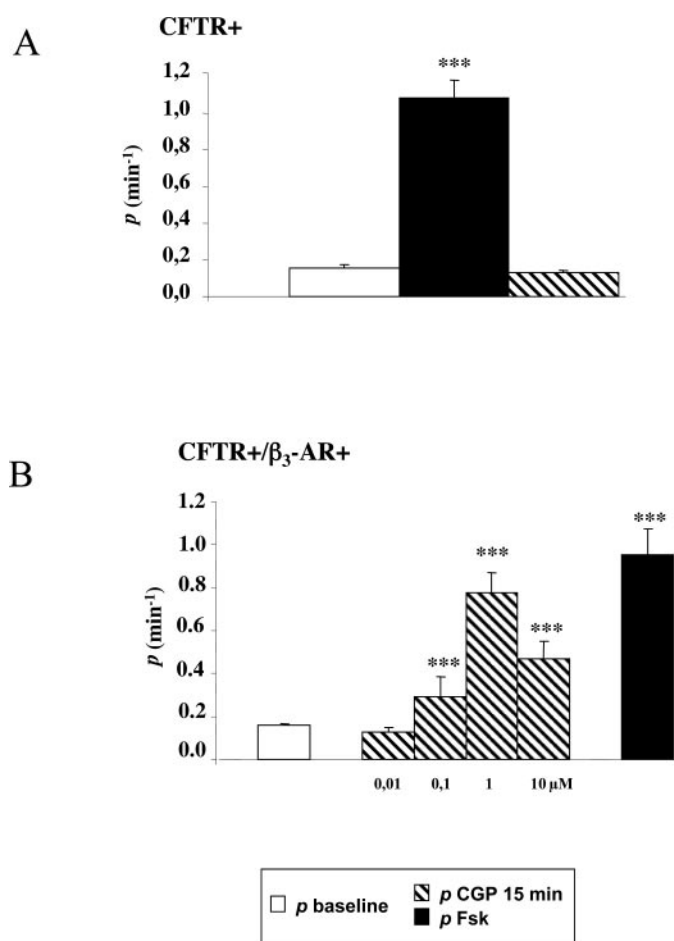 A
CFTR+
***
1,2
1,0
0,8
0,6
0,4
0,2
0,0
p (min⁻¹)
B
CFTR+/β₃-AR+
1.2
1.0
0.8
0.6
0.4
0.2
0.0
p (min⁻¹)
***
***
***
***
0,01 0,1 1 10 µM
p baseline
p CGP 15 min
p Fsk